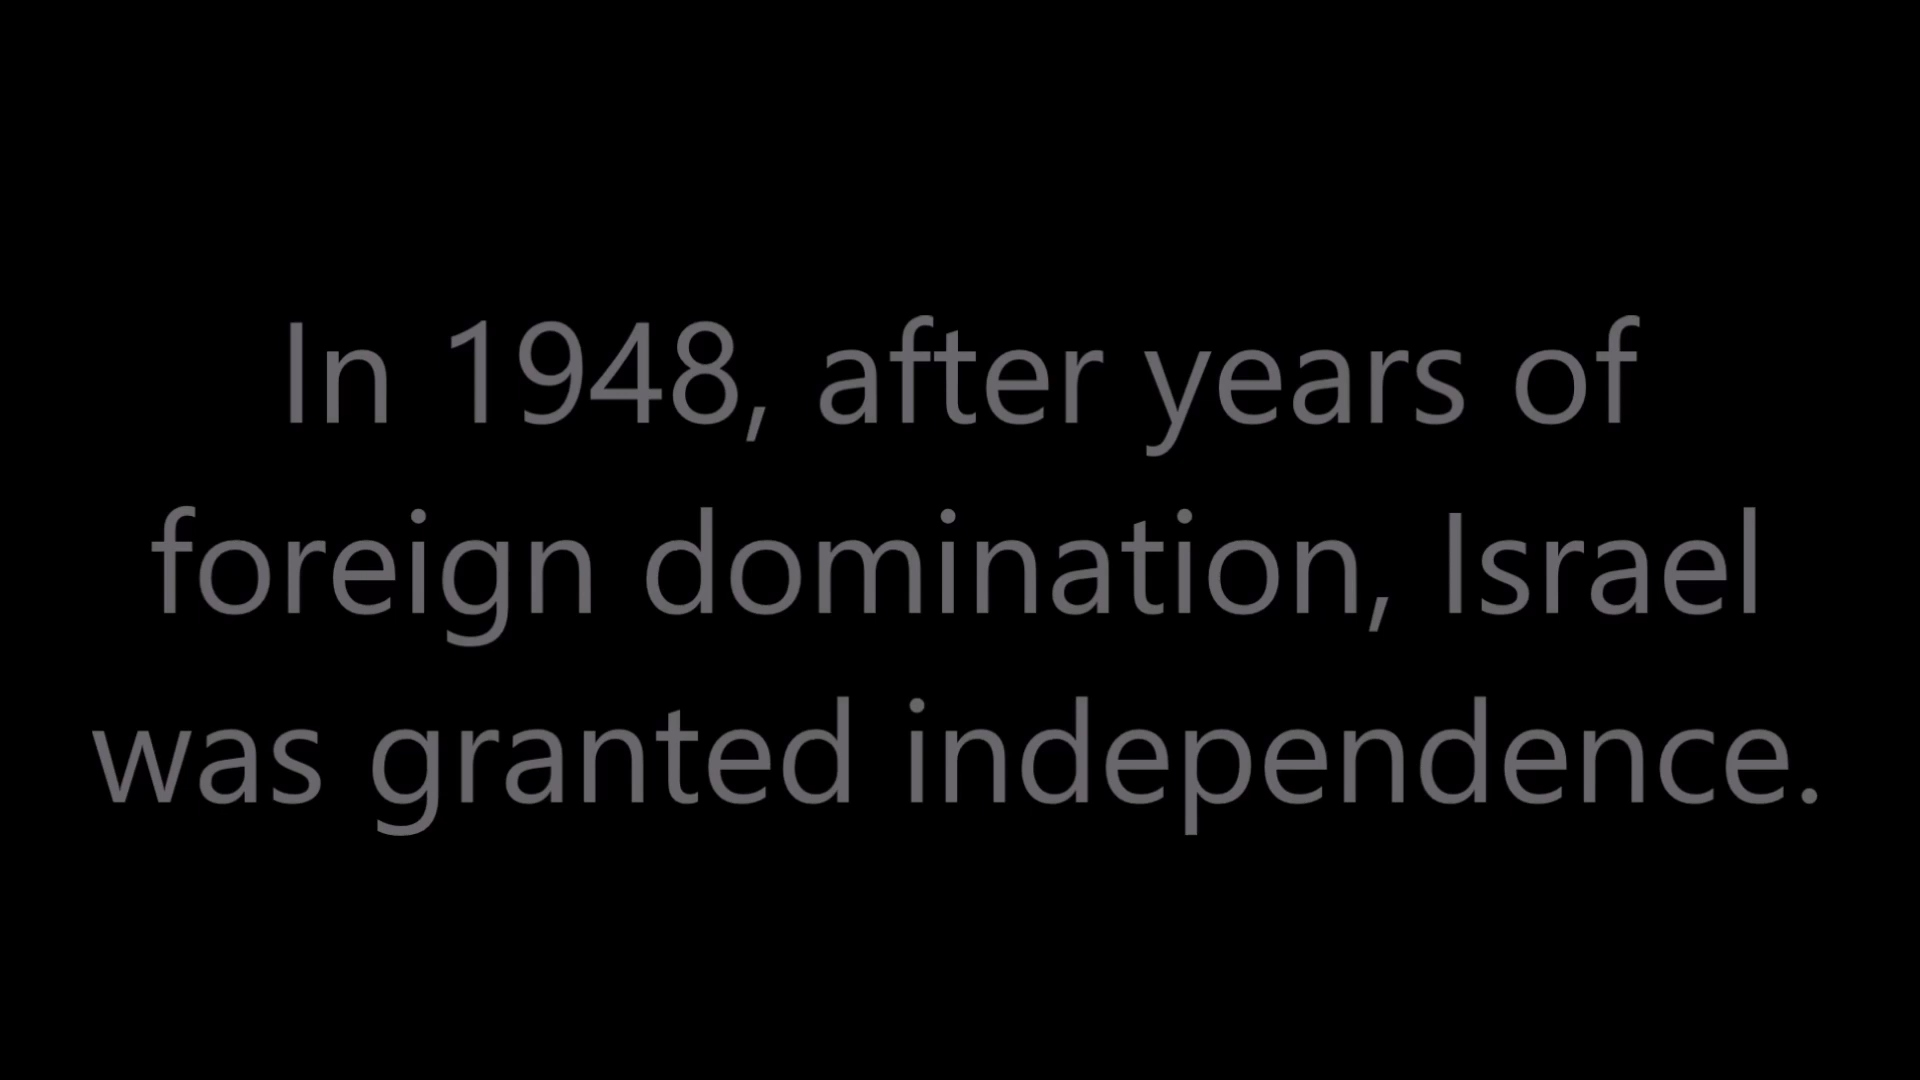 In 1948, after years of
foreign domination, Israel
was granted independence.